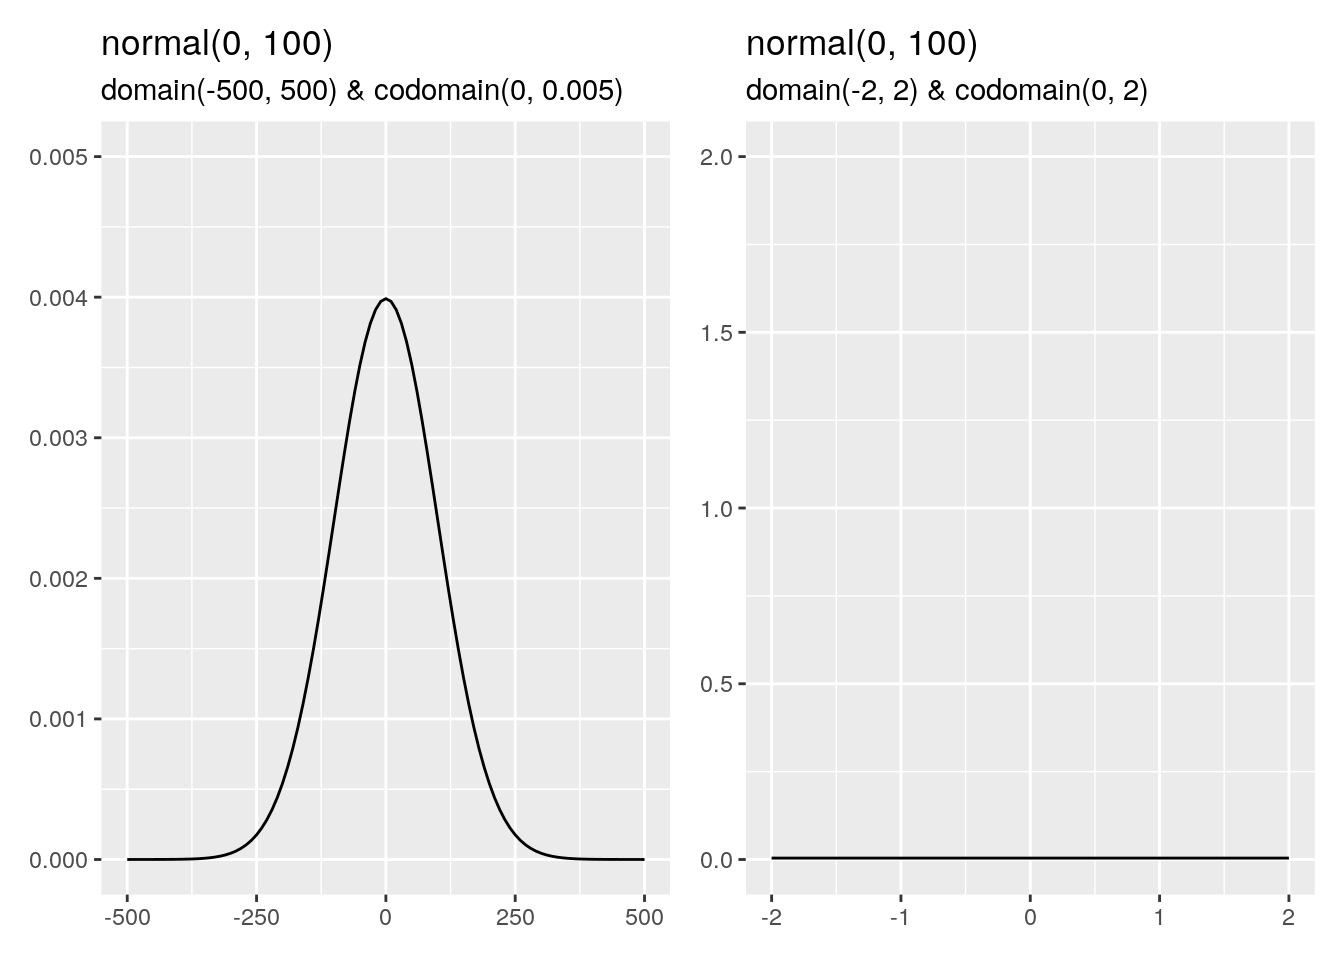 normal(0, 100)
domain(-500, 500) & codomain(0, 0.005)
0.005
0.004
0.003
0.002
0.001
0.000
-500 -250 0 250 500
normal(0, 100)
domain(-2, 2) & codomain(0, 2)
2.0
1.5
1.0
0.5
0.0
-2 -1 0 1 2